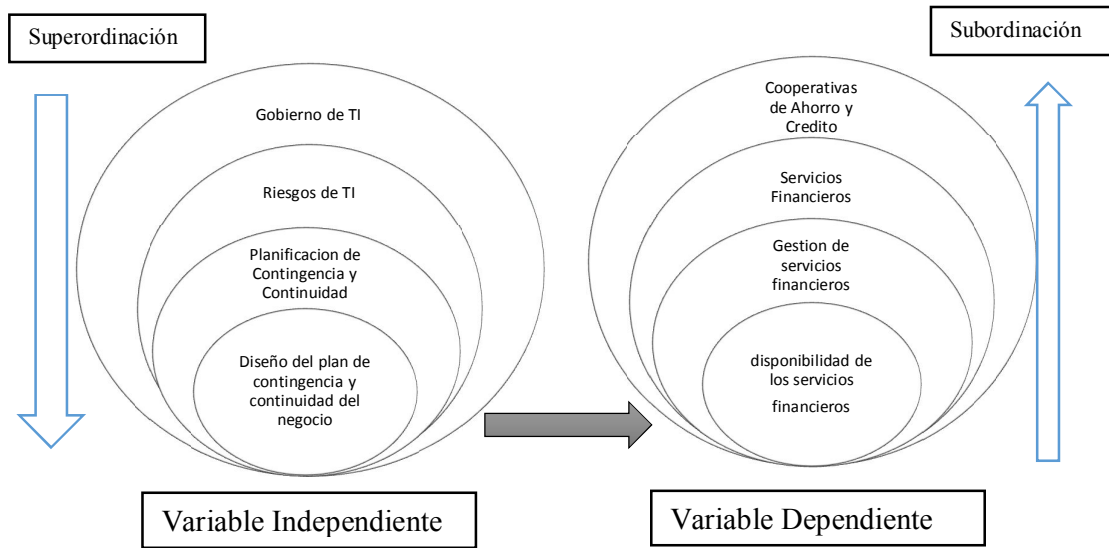 Superordinación
Subordinación
Gobierno de TI
Riesgos de TI
Planificacion de
Contingencia y
Continuidad
Diseño del plan de
contingencia y
continuidad del
negocio
Cooperativas
de Ahorro y
Credito
Servicios
Financieros
Gestion de
servicios
financieros
disponibilidad de
los servicios
financieros
Variable Independiente
Variable Dependiente